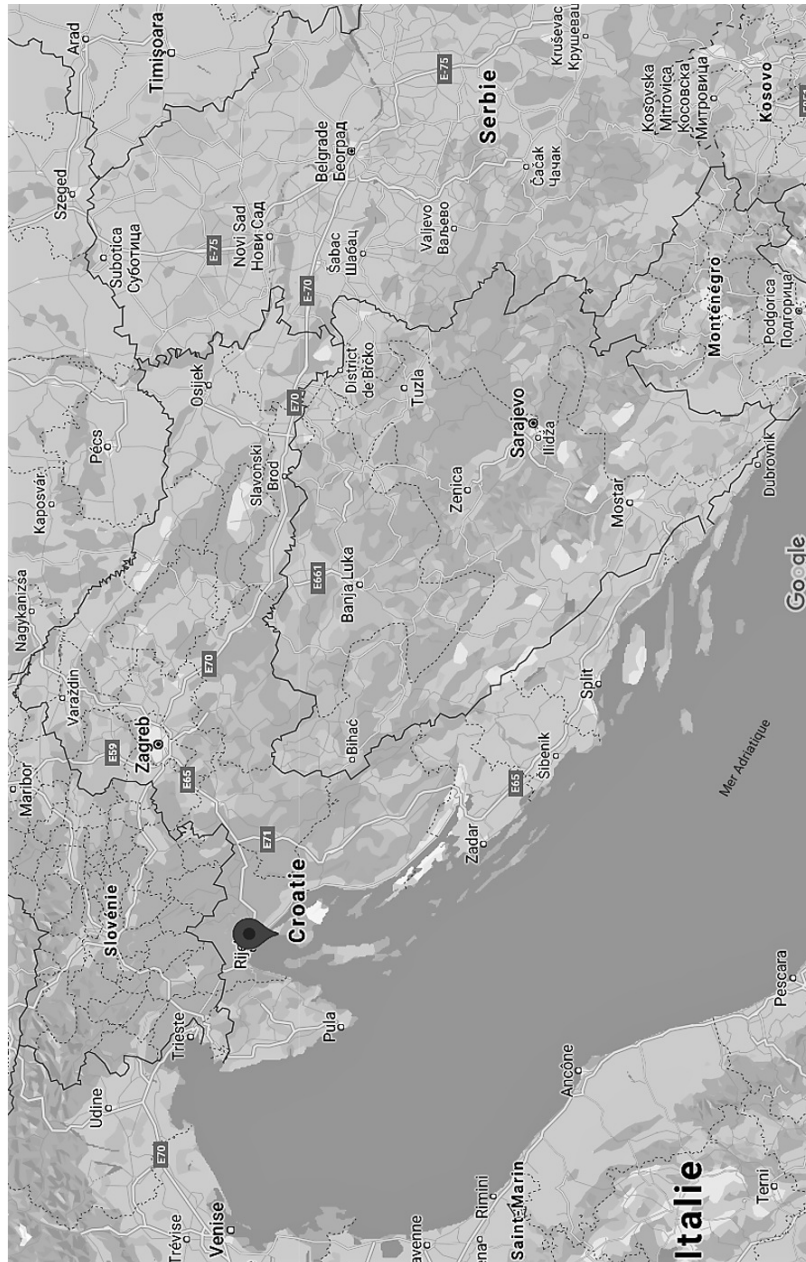 Maribor
Nagykanizsa
Kaposvár
Szeged
Arad
Udine
Slovénie
Varaždin
Pécs
Subotica
Суботица
Timișoara
Trévise
E70
Trieste
Zagreb
E59
Venise
E65
E70
Osijek
E-75
Rij
E71
Slavonski
Brod
Novi Sad
Нови Сад
Croatie
E70
E-70
Pula
Bihać
E661
Banja Luka
District
de Brčko
Šabac
Шабац
Belgrade
Београд
Tuzla
avenne
Zenica
Valjevo
Ваљево
E-75
Zadar
ena
Rimini
Serbie
Saint-Marin
E65
Sarajevo
Ilidža
Čačak
Чачак
Ancône
Šibenik
Split
Kruševac
Крушевац
Mostar
Italie
Kosovska
Mitrovica
Косовска
Митровица
Monténégro
Mer Adriatique
Kosovo
Terni
Pescara
Dubrovnik
Podgorica
Подгорица
Google